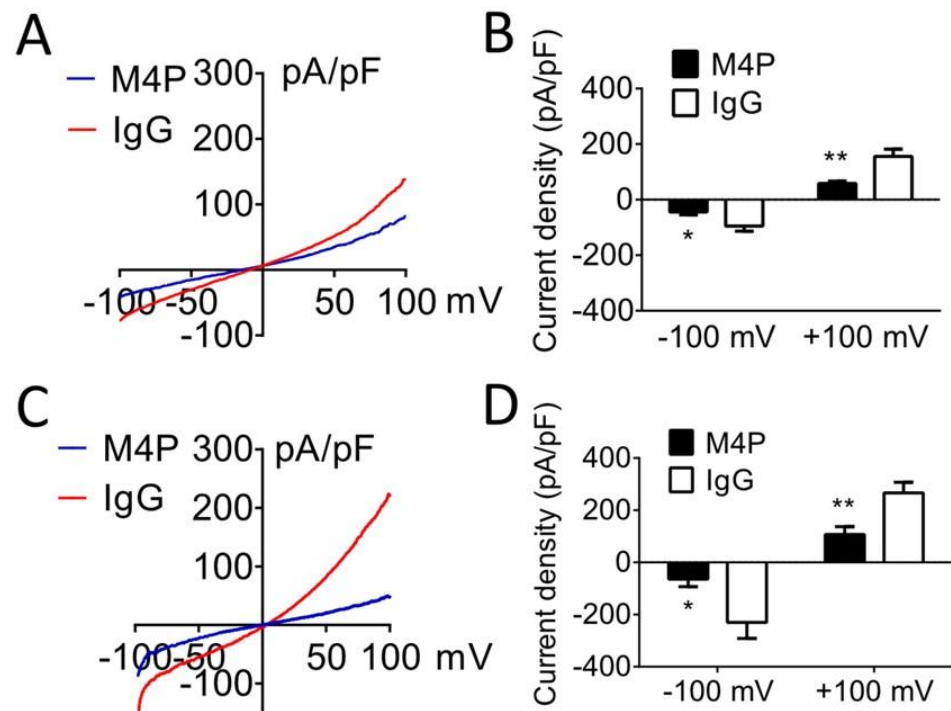 A
M4P
IgG
pA/pF
300
200
100
-100
-100
-50
50
100
mV
B
M4P
IgG
Current density (pA/pF)
400
200
0
-200
-400
**
*
-100 mV
+100 mV
C
M4P
IgG
pA/pF
300
200
100
-100
-100
-50
50
100
mV
D
M4P
IgG
Current density (pA/pF)
400
200
0
-200
-400
**
*
-100 mV
+100 mV